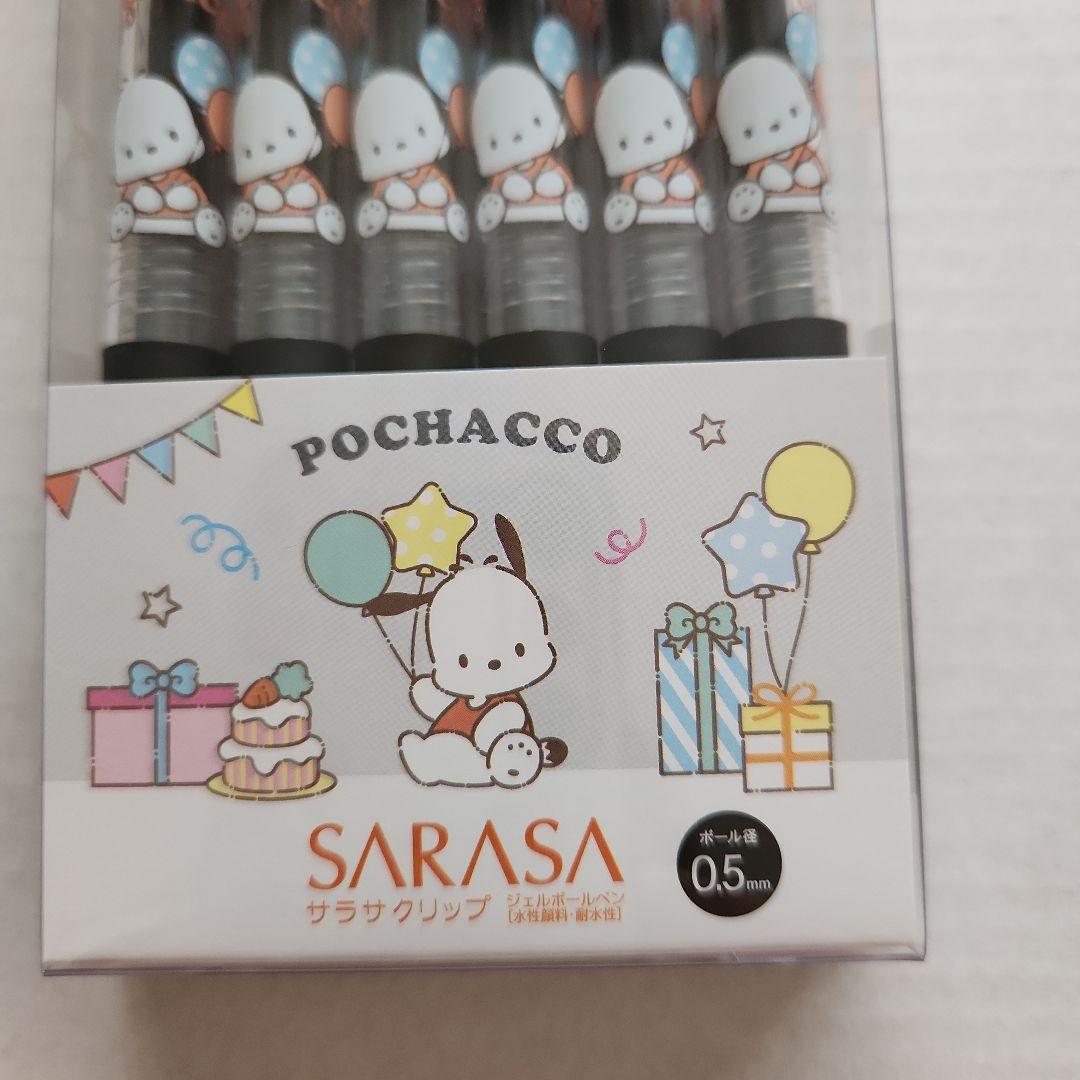 POCHACCO
SARASA
サラサクリップ
ジェルボールペン
[水性顔料・耐水性]
ボール径
0.5mm